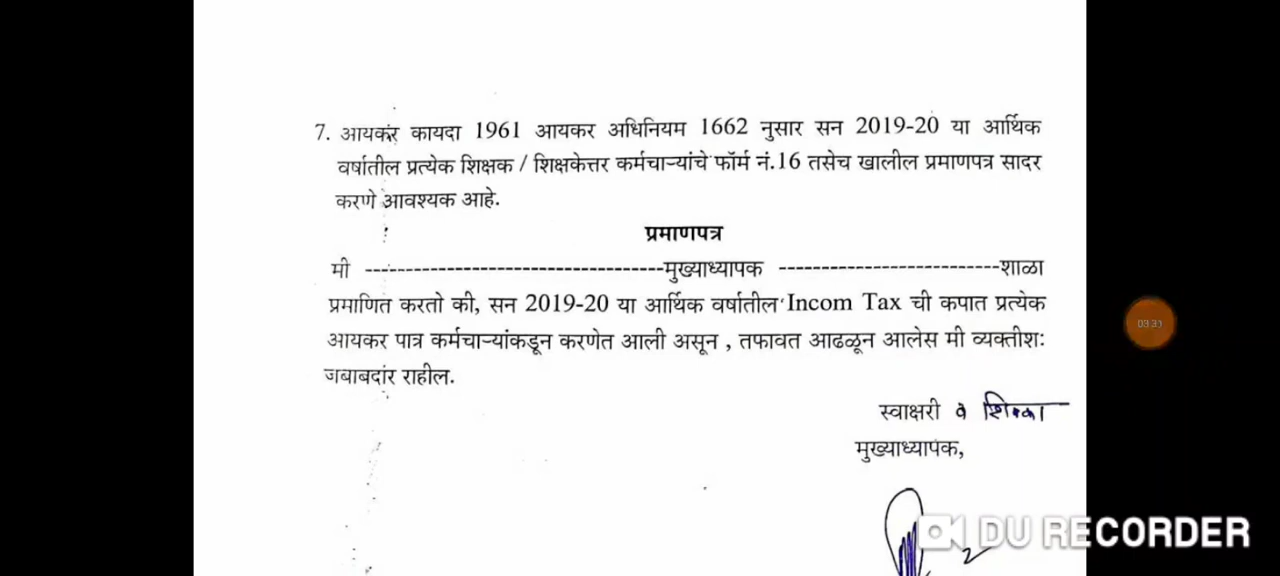 7. आयकर कायदा 1961 आयकर अधिनियम 1662 नुसार सन 2019-20 या आर्थिक
वर्षातील प्रत्येक शिक्षक / शिक्षकेत्तर कर्मचाऱ्यांचे फॉर्म नं.16 तसेच खालील प्रमाणपत्र सादर
करणे आवश्यक आहे.
प्रमाणपत्र
मी -------------------------------------मुख्याध्यापक ---------------------------शाळा
प्रमाणित करतो की, सन 2019-20 या आर्थिक वर्षातील Incom Tax ची कपात प्रत्येक
आयकर पात्र कर्मचाऱ्यांकडून करणेत आली असून , तफावत आढळून आलेस मी व्यक्तीशः
जबाबदार राहील.
स्वाक्षरी व शिक्का
मुख्याध्यापक,
03:33
DU RECORDER